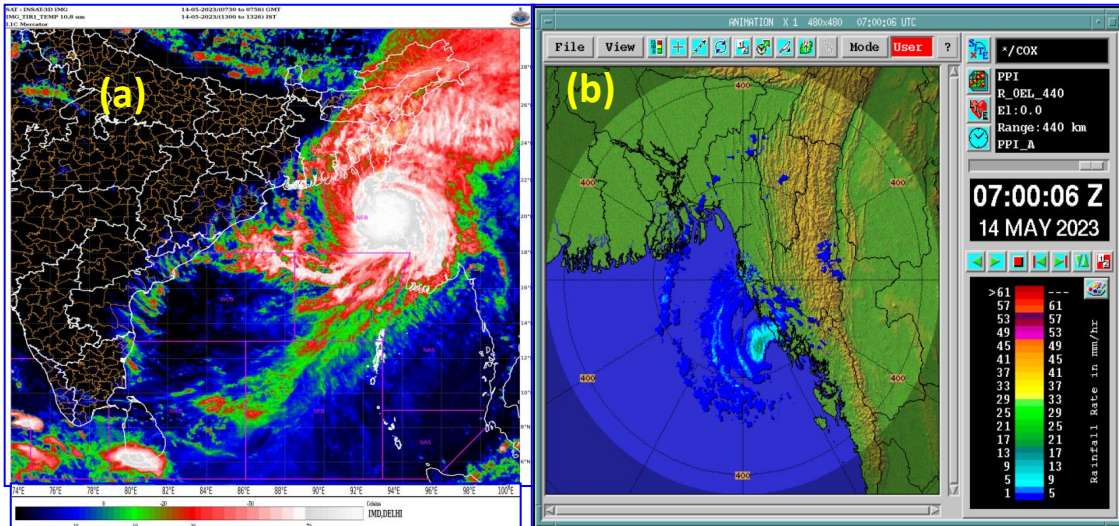 SAT : INSAT-3D IMG 14-05-2023/(0730 to 0756) GMT
IMG_TIR1_TEMP 10.8 um 14-05-2023/(1300 to 1326) IST
L1C Mercator
(a)
28°N
26°N
24°N
22°N
20°N
18°N
16°N
14°N
12°N
10°N
8°N
6°N
NEB
WCB
NAS
SEB
SAS
74°E 76°E 78°E 80°E 82°E 84°E 86°E 88°E 90°E 92°E 94°E 96°E 98°E 100°E
Celsius
IMD,DELHI
ANIMATION X 1 480x480 07:00:06 UTC
File View Mode User ?
(b)
400
400
400
400
400
400
*/COX
PPI
R_0EL_440
El:0.0
Range:440 km
PPI_A
07:00:06 Z
14 MAY 2023
>61 ---
57 61
53 57
49 53
45 49
41 45
37 41
33 37
29 33
25 29
21 25
17 21
13 17
9 13
5 9
1 5
Rainfall Rate in mm/hr